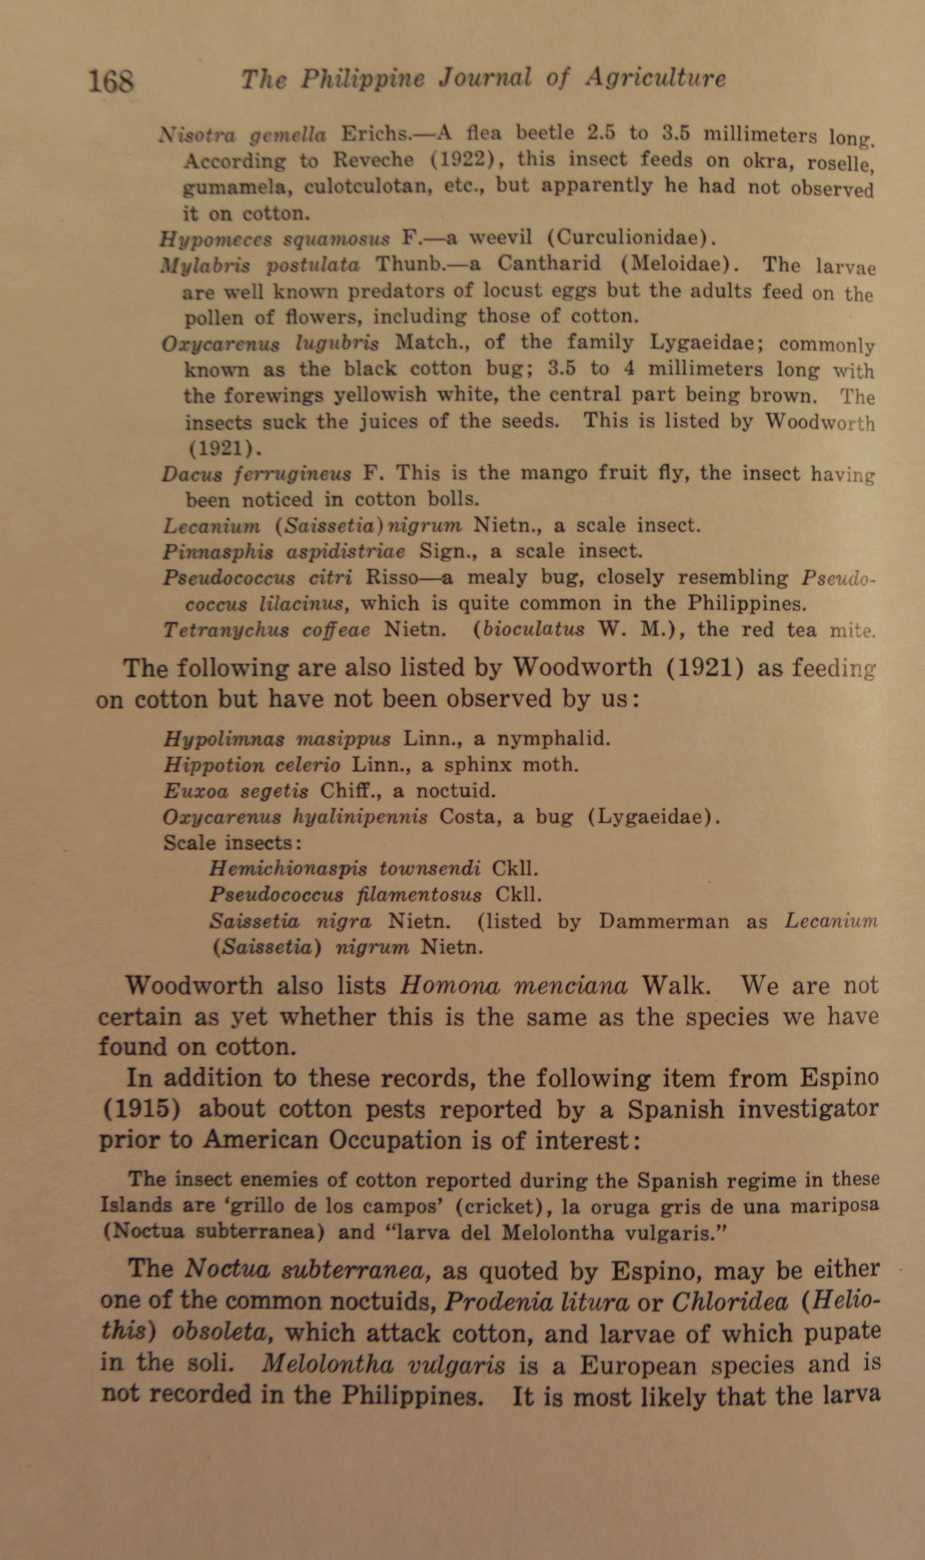 168 The Philippine Journal of Agriculture
Nisotra gemella Erichs.—A flea beetle 2.5 to 3.5 millimeters long.
According to Reveche (1922), this insect feeds on okra, roselle,
gumamela, culotculotan, etc., but apparently he had not observed
it on cotton.
Hypomeces squamosus F.—a weevil (Curculionidae).
Mylabris postulata Thunb.—a Cantharid (Meloidae). The larvae
are well known predators of locust eggs but the adults feed on the
pollen of flowers, including those of cotton.
Oxycarenus lugubris Match., of the family Lygaeidae; commonly
known as the black cotton bug; 3.5 to 4 millimeters long with
the forewings yellowish white, the central part being brown. The
insects suck the juices of the seeds. This is listed by Woodworth
(1921).
Dacus ferrugineus F. This is the mango fruit fly, the insect having
been noticed in cotton bolls.
Lecanium (Saissetia) nigrum Nietn., a scale insect.
Pinnasphis aspidistriae Sign., a scale insect.
Pseudococcus citri Risso—a mealy bug, closely resembling Pseudo-
coccus lilacinus, which is quite common in the Philippines.
Tetranychus coffeae Nietn. (bioculatus W. M.), the red tea mite.
The following are also listed by Woodworth (1921) as feeding
on cotton but have not been observed by us:
Hypolimnas masippus Linn., a nymphalid.
Hippotion celerio Linn., a sphinx moth.
Euxoa segetis Chiff., a noctuid.
Oxycarenus hyalinipennis Costa, a bug (Lygaeidae).
Scale insects:
Hemichionaspis townsendi Ckll.
Pseudococcus filamentosus Ckll.
Saissetia nigra Nietn. (listed by Dammerman as Lecanium
(Saissetia) nigrum Nietn.
Woodworth also lists Homona menciana Walk. We are not
certain as yet whether this is the same as the species we have
found on cotton.
In addition to these records, the following item from Espino
(1915) about cotton pests reported by a Spanish investigator
prior to American Occupation is of interest:
The insect enemies of cotton reported during the Spanish regime in these
Islands are ‘grillo de los campos’ (cricket), la oruga gris de una mariposa
(Noctua subterranea) and “larva del Melolontha vulgaris.”
The Noctua subterranea, as quoted by Espino, may be either
one of the common noctuids, Prodenia litura or Chloridea (Helio-
this) obsoleta, which attack cotton, and larvae of which pupate
in the soli. Melolontha vulgaris is a European species and is
not recorded in the Philippines. It is most likely that the larva